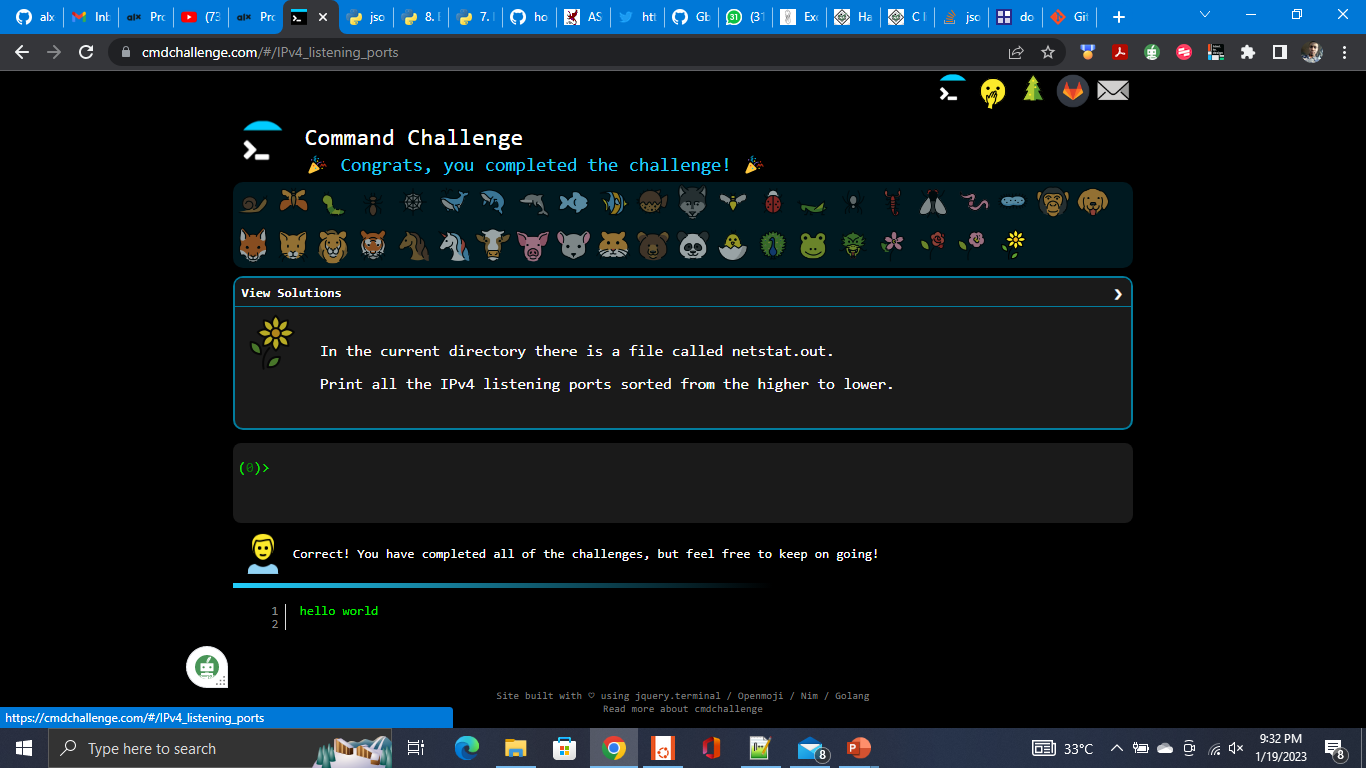 alx
Inb
Pro
(73
Pro
jso
8. E
7. I
ho
AS
htt
Gb
(31
Exc
Ha
C I
jso
do
Git
cmdchallenge.com/#/IPv4_listening_ports
Command Challenge
Congrats, you completed the challenge!
View Solutions
In the current directory there is a file called netstat.out.
Print all the IPv4 listening ports sorted from the higher to lower.
(0)>
Correct! You have completed all of the challenges, but feel free to keep on going!
1 hello world
2
Site built with ♡ using jquery.terminal / Openmoji / Nim / Golang
Read more about cmdchallenge
https://cmdchallenge.com/#/IPv4_listening_ports
Type here to search
8
33°C
9:32 PM
1/19/2023
8